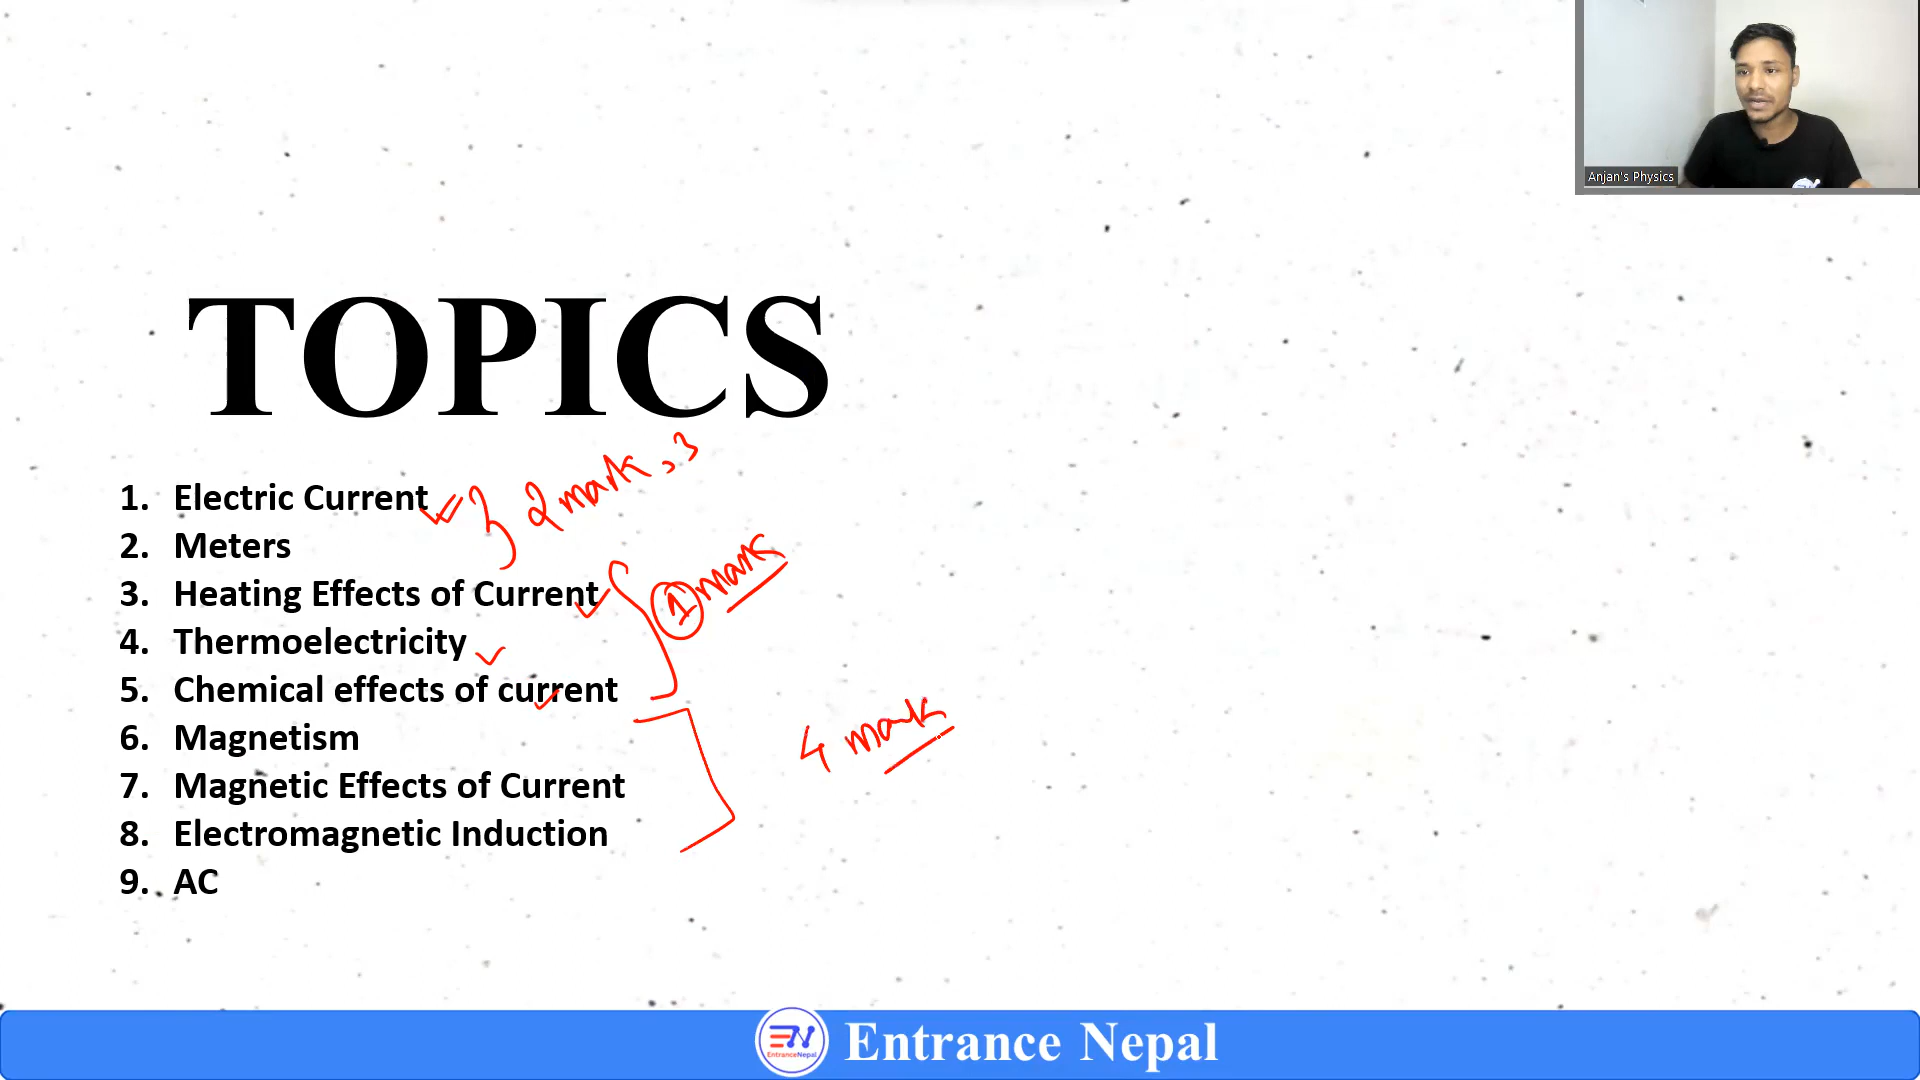 Anjan's Physics
TOPICS
2 mark, 3
1. Electric Current
2. Meters
1 mark
3. Heating Effects of Current
4. Thermoelectricity
5. Chemical effects of current
4 mark
6. Magnetism
7. Magnetic Effects of Current
8. Electromagnetic Induction
9. AC
EN
EntranceNepal
Entrance Nepal